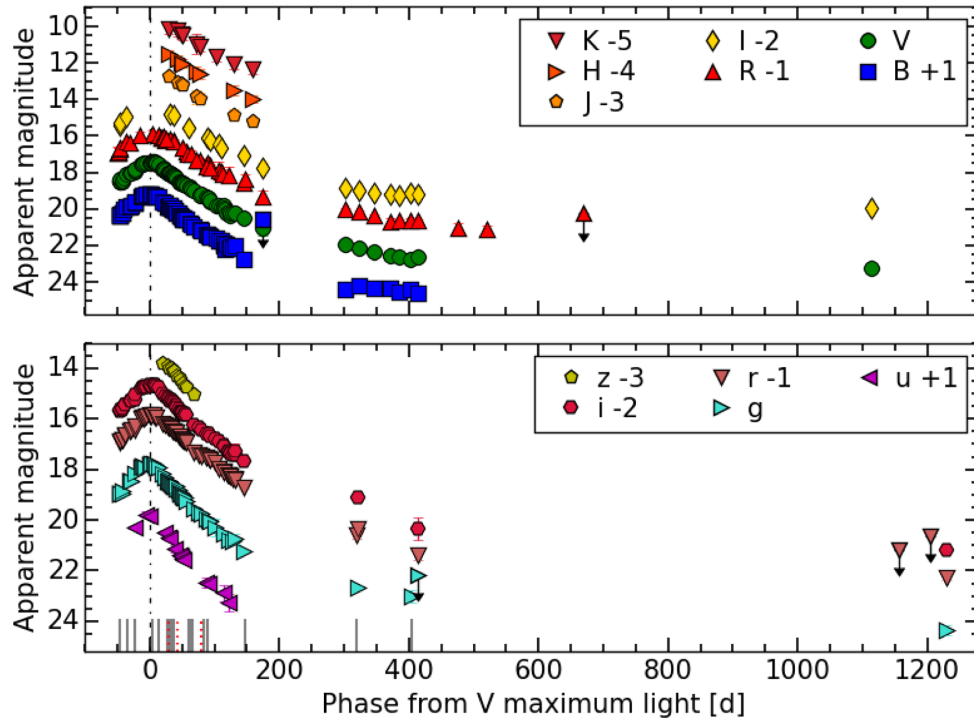 10
12
14
16
18
20
22
24
Apparent magnitude
K -5 I -2 V
H -4 R -1 B +1
J -3
14
16
18
20
22
24
Apparent magnitude
z -3 r -1 u +1
i -2 g
0 200 400 600 800 1000 1200
Phase from V maximum light [d]